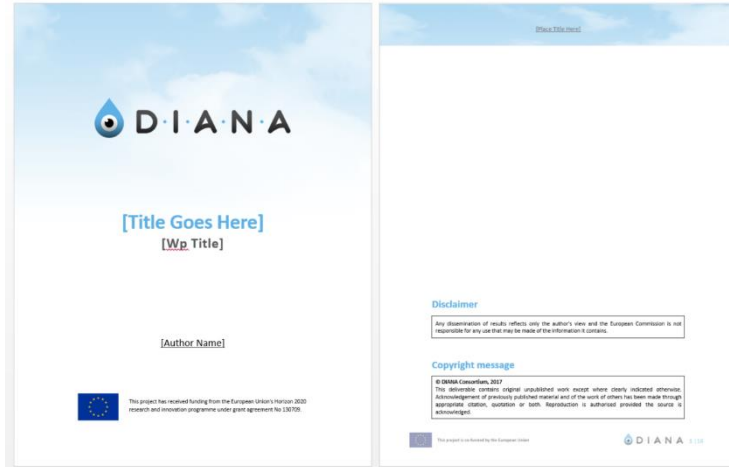 D·I·A·N·A
[Title Goes Here]
[Wp Title]
[Author Name]
This project has received funding from the European Union's Horizon 2020
research and innovation programme under grant agreement No 130709
[Place Title Here]
Disclaimer
Any dissemination of results reflects only the author's view and the European Commission is not
responsible for any use that may be made of the information it contains.
Copyright message
© DIANA Consortium, 2017
This deliverable contains original unpublished work except where clearly indicated otherwise.
Acknowledgement of previously published material and of the work of others has been made through
appropriate citation, quotation or both. Reproduction is authorised provided the source is
acknowledged.
This project is co-funded by the European Union
D I A N A